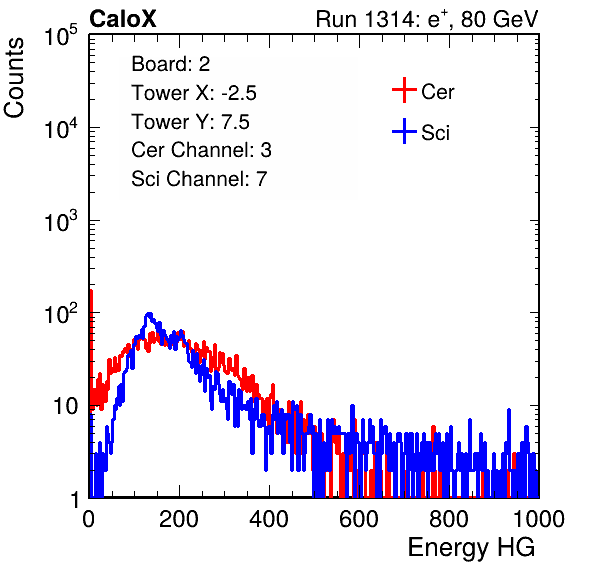 CaloX
Run 1314: e⁺, 80 GeV
Counts
Board: 2
Tower X: -2.5
Tower Y: 7.5
Cer Channel: 3
Sci Channel: 7
Cer
Sci
10⁵
10⁴
10³
10²
10
1
0 200 400 600 800 1000
Energy HG